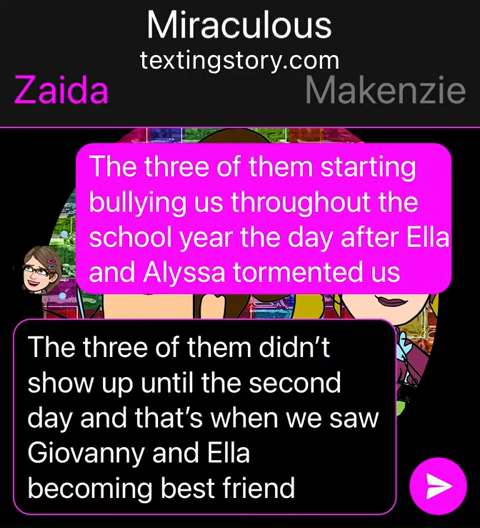 Miraculous
textingstory.com
Zaida Makenzie
The three of them starting
bullying us throughout the
school year the day after Ella
and Alyssa tormented us
The three of them didn’t
show up until the second
day and that’s when we saw
Giovanny and Ella
becoming best friend